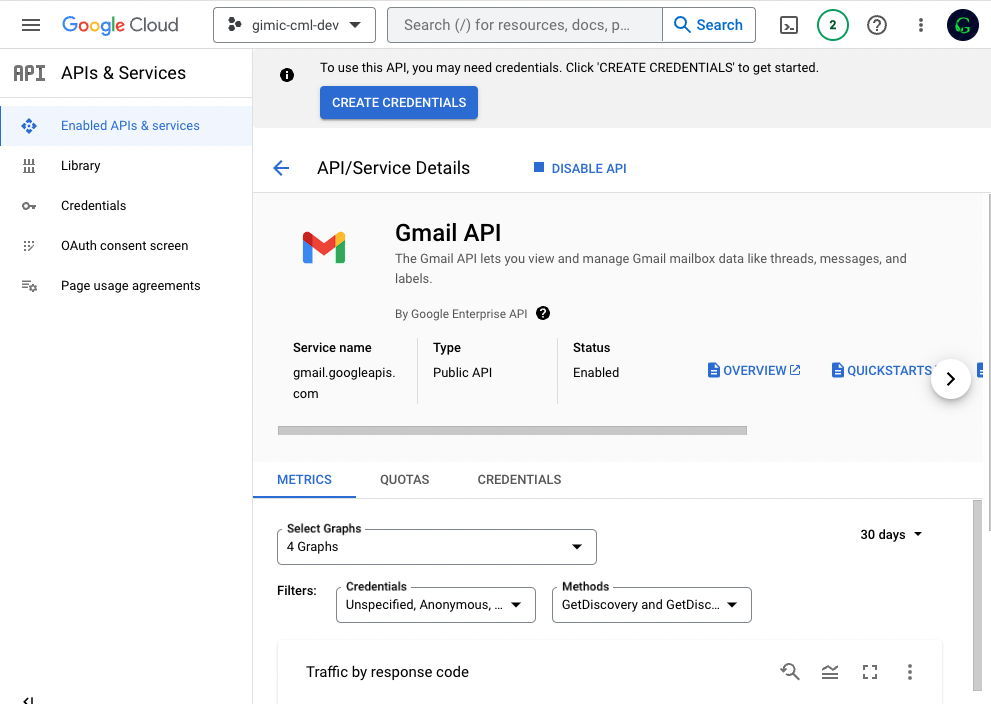 Google Cloud
gimic-cml-dev
Search (/) for resources, docs, p…
Search
2
G
API
APIs & Services
Enabled APIs & services
Library
Credentials
OAuth consent screen
Page usage agreements
To use this API, you may need credentials. Click 'CREATE CREDENTIALS' to get started.
CREATE CREDENTIALS
API/Service Details
DISABLE API
Gmail API
The Gmail API lets you view and manage Gmail mailbox data like threads, messages, and
labels.
By Google Enterprise API
Service name
gmail.googleapis.
com
Type
Public API
Status
Enabled
OVERVIEW
QUICKSTARTS
METRICS
QUOTAS
CREDENTIALS
Select Graphs
4 Graphs
30 days
Filters:
Credentials
Unspecified, Anonymous, …
Methods
GetDiscovery and GetDisc…
Traffic by response code